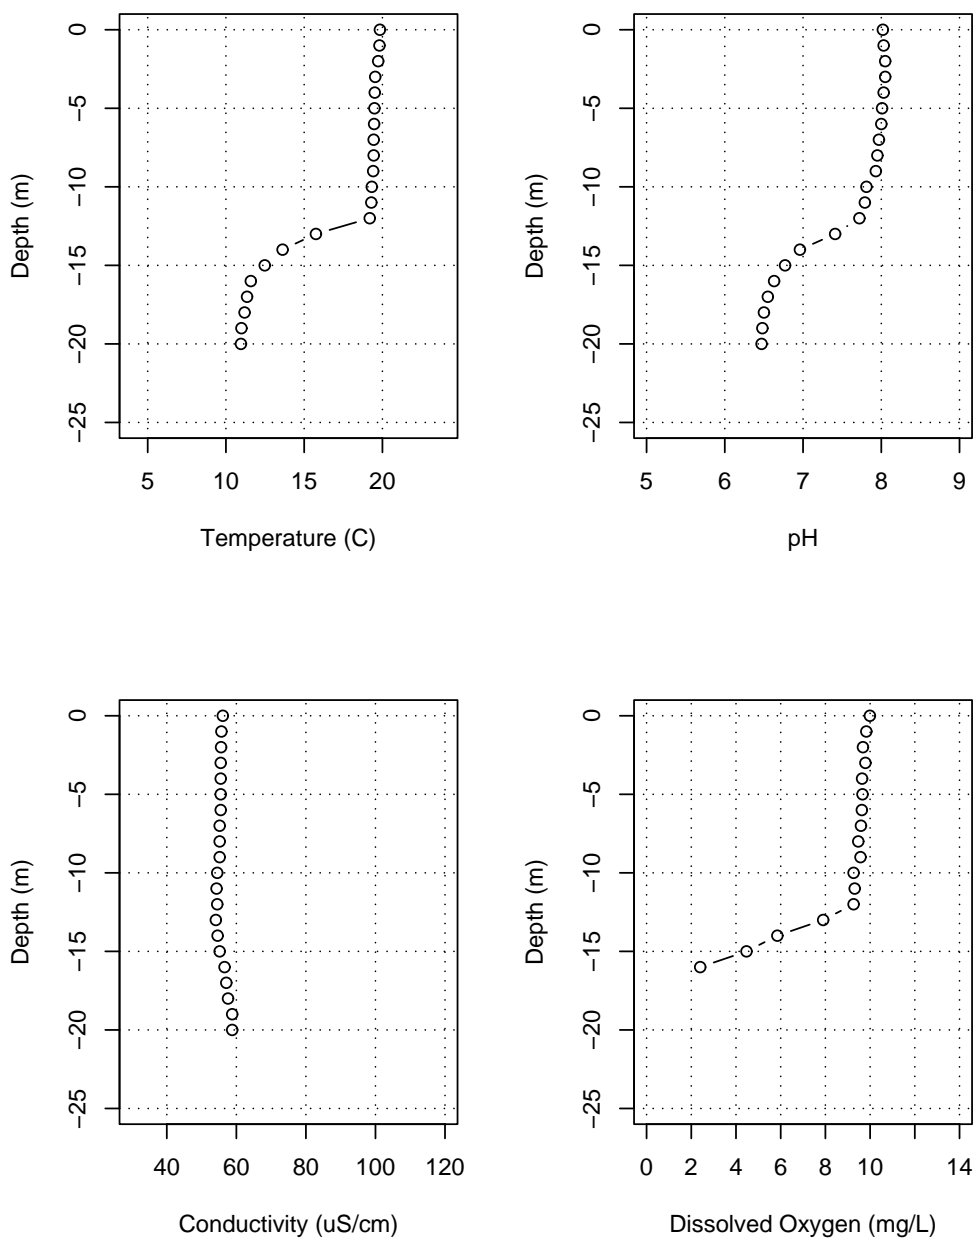 0
−5
−10
−15
−20
−25
Depth (m)
5 10 15 20
Temperature (C)
0
−5
−10
−15
−20
−25
Depth (m)
5 6 7 8 9
pH
0
−5
−10
−15
−20
−25
Depth (m)
40 60 80 100 120
Conductivity (uS/cm)
0
−5
−10
−15
−20
−25
Depth (m)
0 2 4 6 8 10 14
Dissolved Oxygen (mg/L)